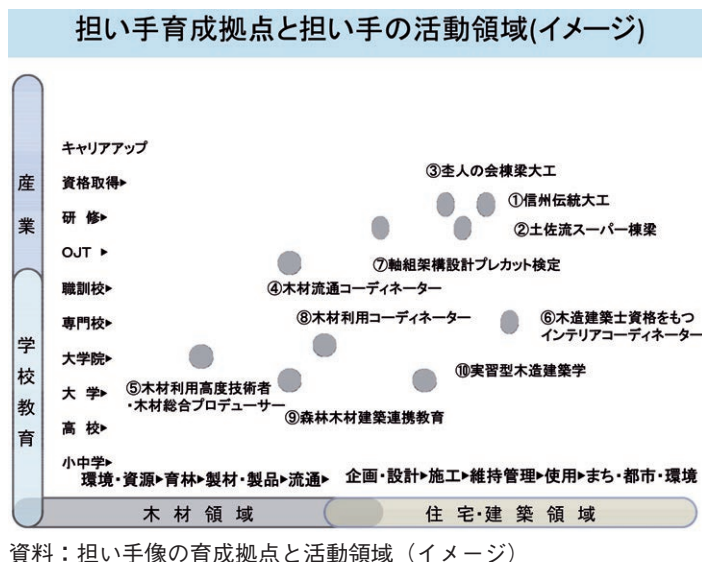 担い手育成拠点と担い手の活動領域(イメージ)
産業
学校教育
キャリアアップ
資格取得▶
研 修▶
OJT ▶
職訓校▶
専門校▶
大学院▶
大 学▶
高 校▶
小中学▶
③杢人の会棟梁大工
①信州伝統大工
②土佐流スーパー棟梁
⑦軸組架構設計プレカット検定
④木材流通コーディネーター
⑧木材利用コーディネーター
⑥木造建築士資格をもつ
インテリアコーディネーター
⑩実習型木造建築学
⑤木材利用高度技術者
・木材総合プロデューサー
⑨森林木材建築連携教育
環境・資源▶育林▶製材・製品▶流通▶
企画・設計▶施工▶維持管理▶使用▶まち・都市・環境
木材領域
住宅・建築領域
資料：担い手像の育成拠点と活動領域（イメージ）